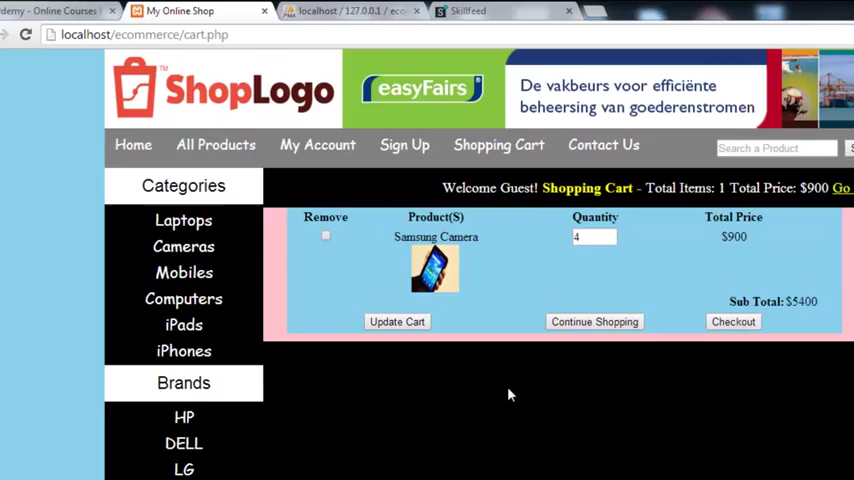 demy - Online Courses
My Online Shop
localhost / 127.0.0.1 / eco
Skillfeed
localhost/ecommerce/cart.php
ShopLogo
TM
easyFairs
De vakbeurs voor efficiënte
beheersing van goederenstromen
Home All Products My Account Sign Up Shopping Cart Contact Us
Search a Product
Categories
Welcome Guest! Shopping Cart - Total Items: 1 Total Price: $900 Go
Laptops
Cameras
Mobiles
Computers
iPads
iPhones
Brands
HP
DELL
LG
Remove Product(S) Quantity Total Price
Samsung Camera 4 $900
Sub Total: $5400
Update Cart Continue Shopping Checkout